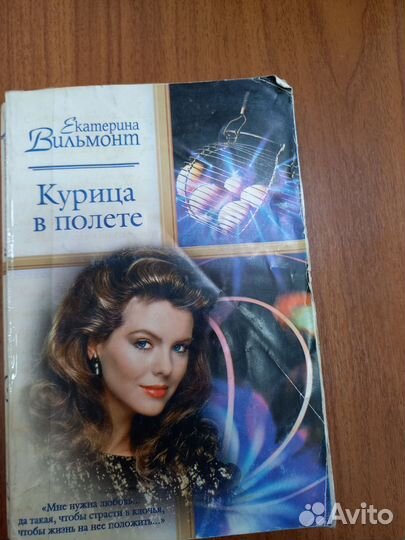 Екатерина
Вильмонт
Курица
в полете
«Мне нужна любовь...
да такая, чтобы страсти в клочья,
чтобы жизнь на нее положить...»
Avito